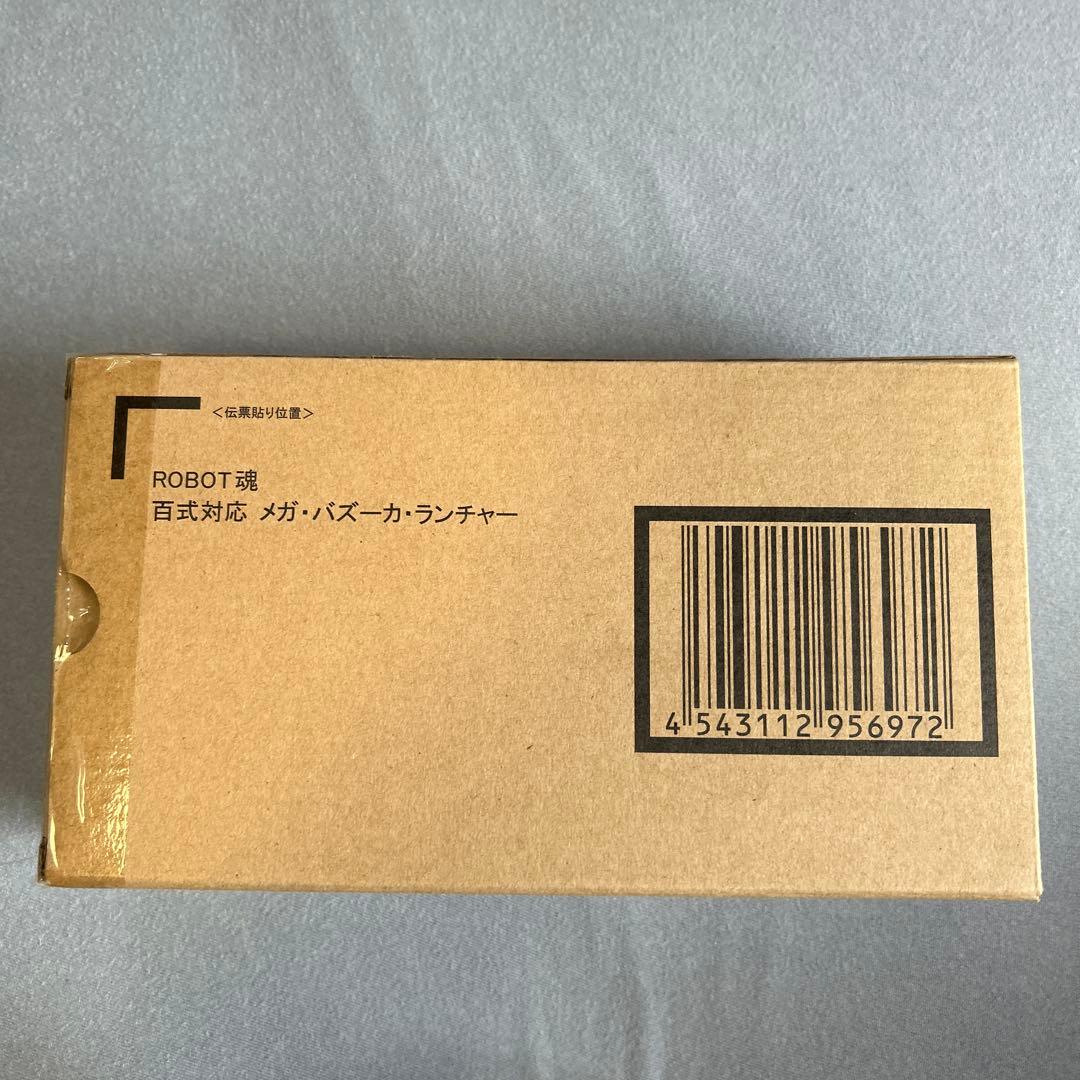 <伝票貼り位置>
ROBOT魂
百式対応 メガ・バズーカ・ランチャー
4 543112 956972